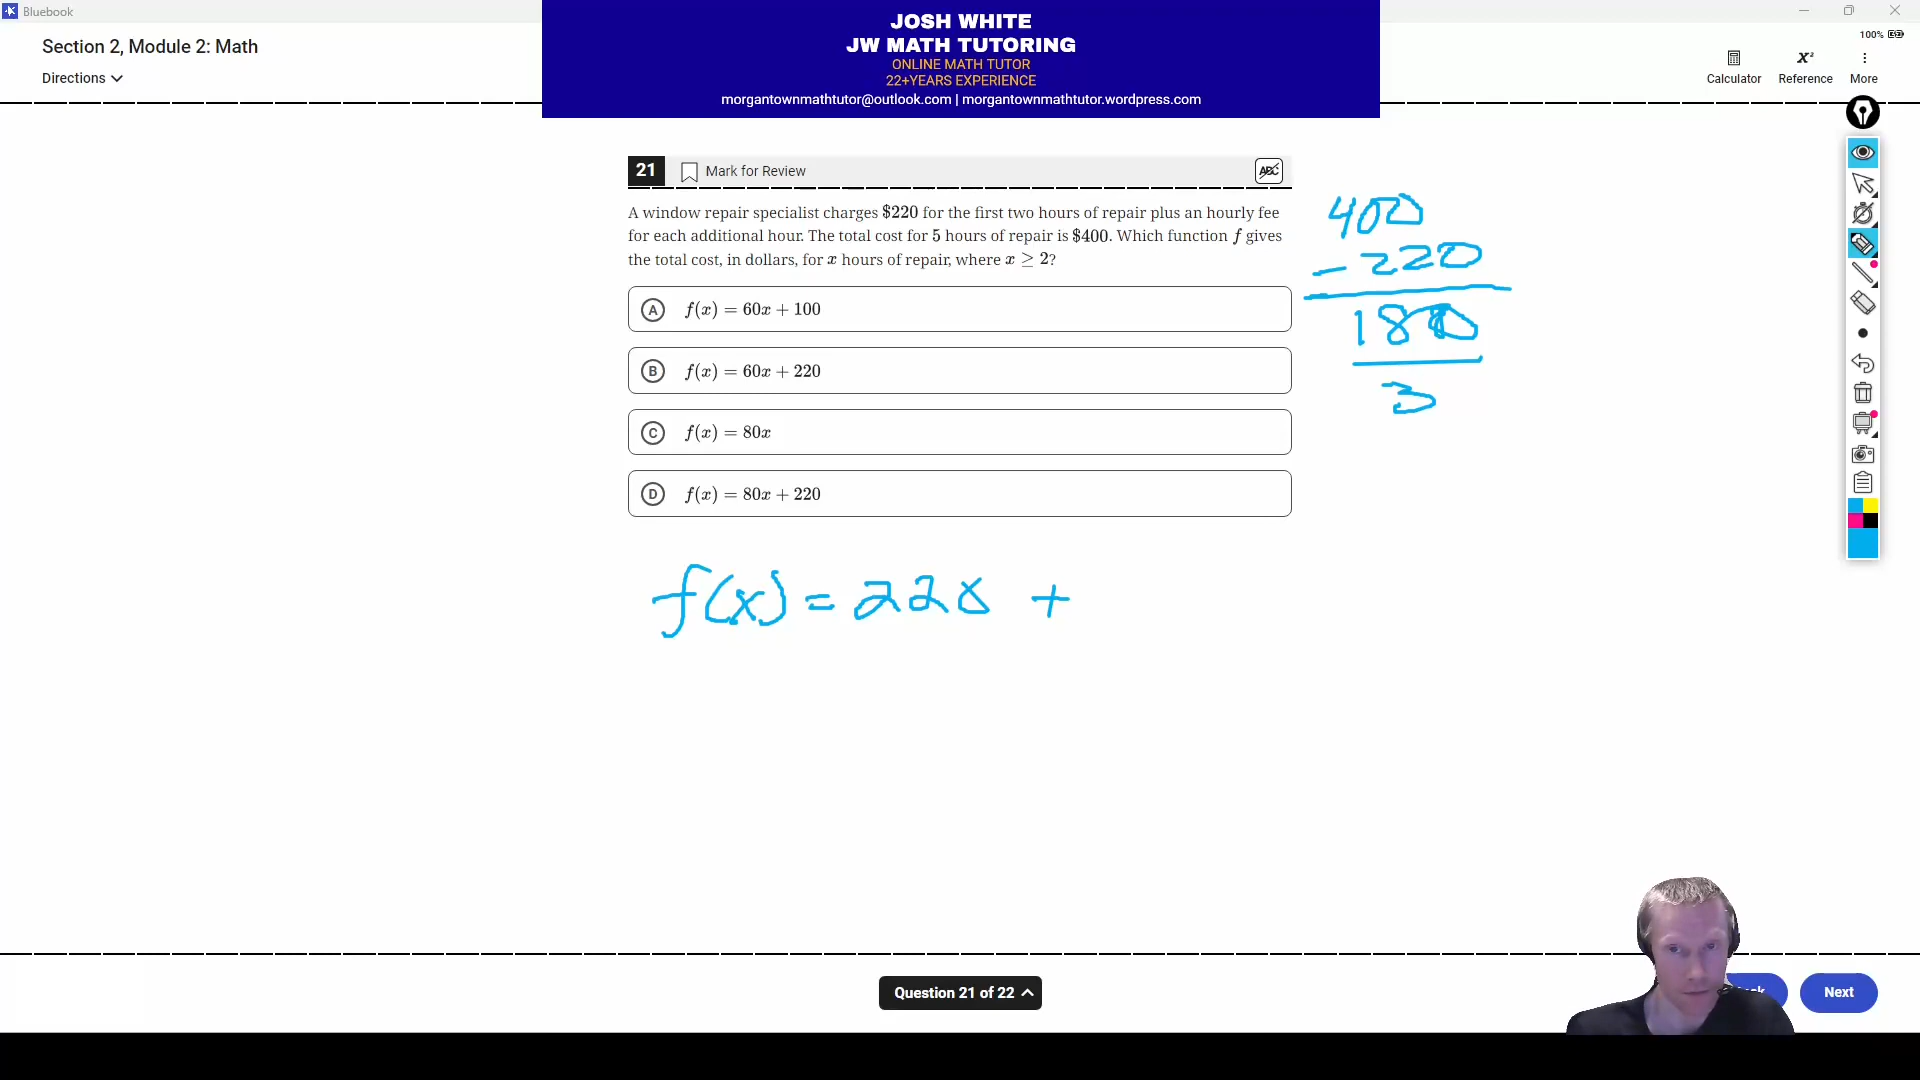 Bluebook
JOSH WHITE
JW MATH TUTORING
ONLINE MATH TUTOR
22+YEARS EXPERIENCE
morgantownmathtutor@outlook.com | morgantownmathtutor.wordpress.com
Section 2, Module 2: Math
Directions
100%
Calculator
Reference
More
21 Mark for Review ABC
A window repair specialist charges $220 for the first two hours of repair plus an hourly fee
for each additional hour. The total cost for 5 hours of repair is $400. Which function f gives
the total cost, in dollars, for x hours of repair, where x ≥ 2?
A f(x) = 60x + 100
B f(x) = 60x + 220
C f(x) = 80x
D f(x) = 80x + 220
400
- 220
180
3
f(x) = 220 +
Question 21 of 22
Next